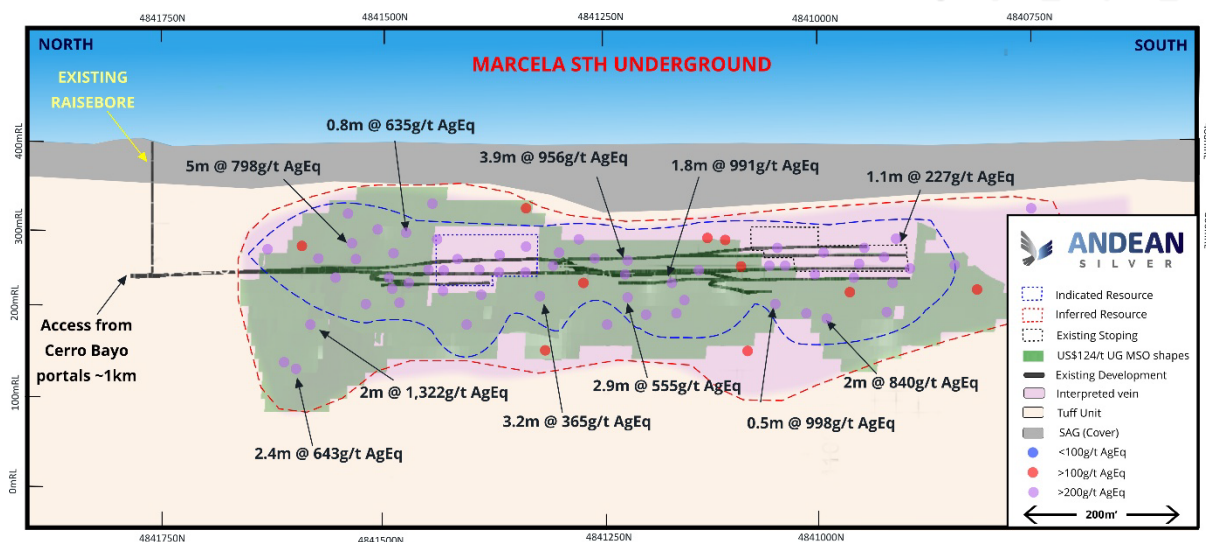 4841750N
4841500N
4841250N
4841000N
4840750N
NORTH
SOUTH
MARCELA STH UNDERGROUND
EXISTING
RAISEBORE
0.8m @ 635g/t AgEq
5m @ 798g/t AgEq
3.9m @ 956g/t AgEq
1.8m @ 991g/t AgEq
1.1m @ 227g/t AgEq
400mRL
300mRL
200mRL
100mRL
0mRL
Access from
Cerro Bayo
portals ~1km
2m @ 1,322g/t AgEq
2.4m @ 643g/t AgEq
3.2m @ 365g/t AgEq
2.9m @ 555g/t AgEq
0.5m @ 998g/t AgEq
2m @ 840g/t AgEq
ANDEAN
SILVER
Indicated Resource
Inferred Resource
Existing Stoping
US$124/t UG MSO shapes
Existing Development
Interpreted vein
Tuff Unit
SAG (Cover)
<100g/t AgEq
>100g/t AgEq
>200g/t AgEq
200m'
4841750N
4841500N
4841250N
4841000N